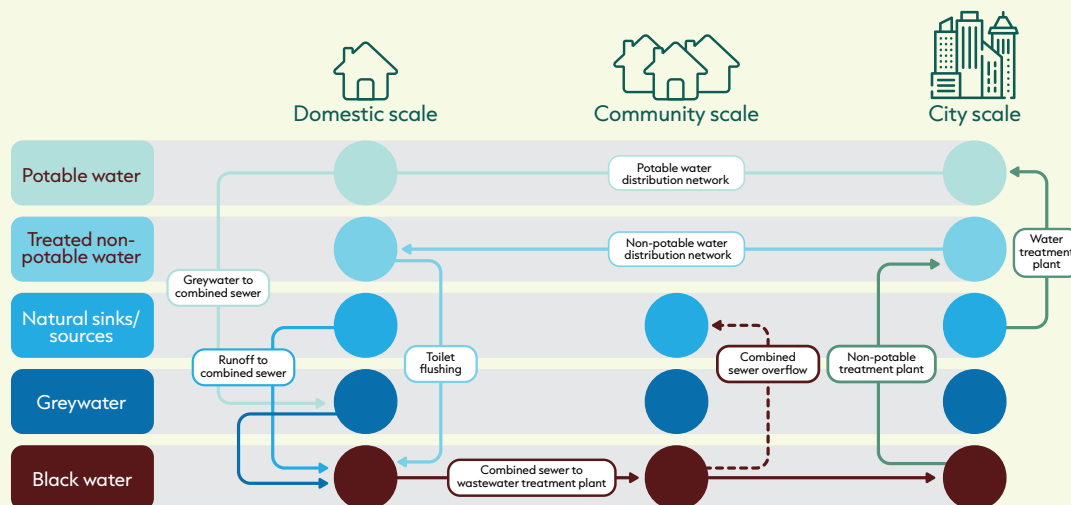 Domestic scale
Community scale
City scale
Potable water
Potable water
distribution network
Treated non-
potable water
Non-potable water
distribution network
Water
treatment
plant
Greywater to
combined sewer
Natural sinks/
sources
Runoff to
combined sewer
Toilet
flushing
Combined
sewer overflow
Non-potable
treatment plant
Greywater
Black water
Combined sewer to
wastewater treatment plant